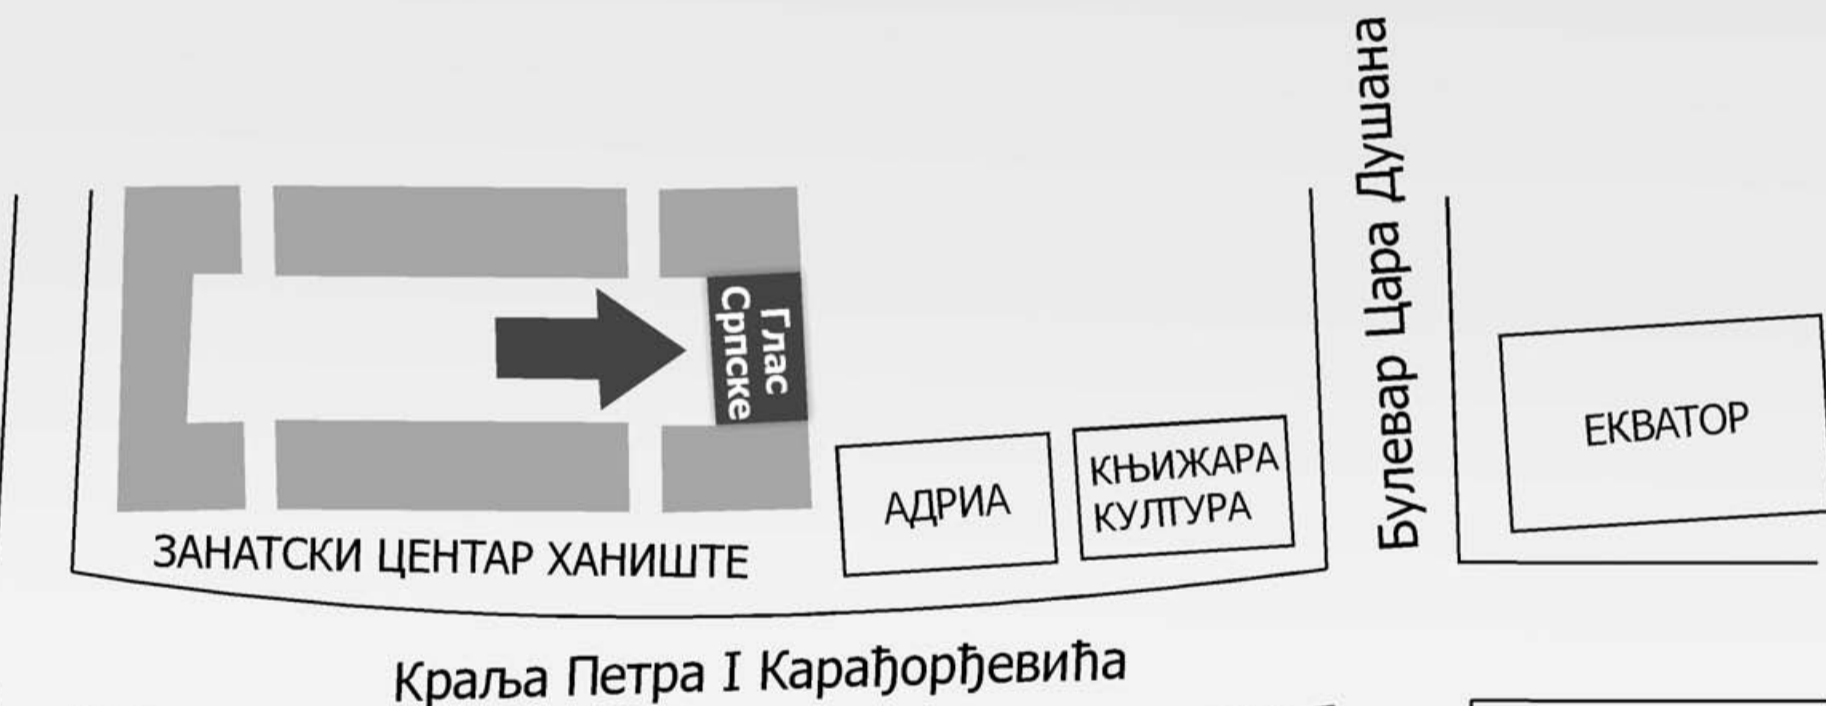 Булевар Цара Душана
Глас
Српске
ЕКВАТОР
АДРИА
КЊИЖАРА
КУЛТУРА
ЗАНАТСКИ ЦЕНТАР ХАНИШТЕ
Краља Петра I Карађорђевића